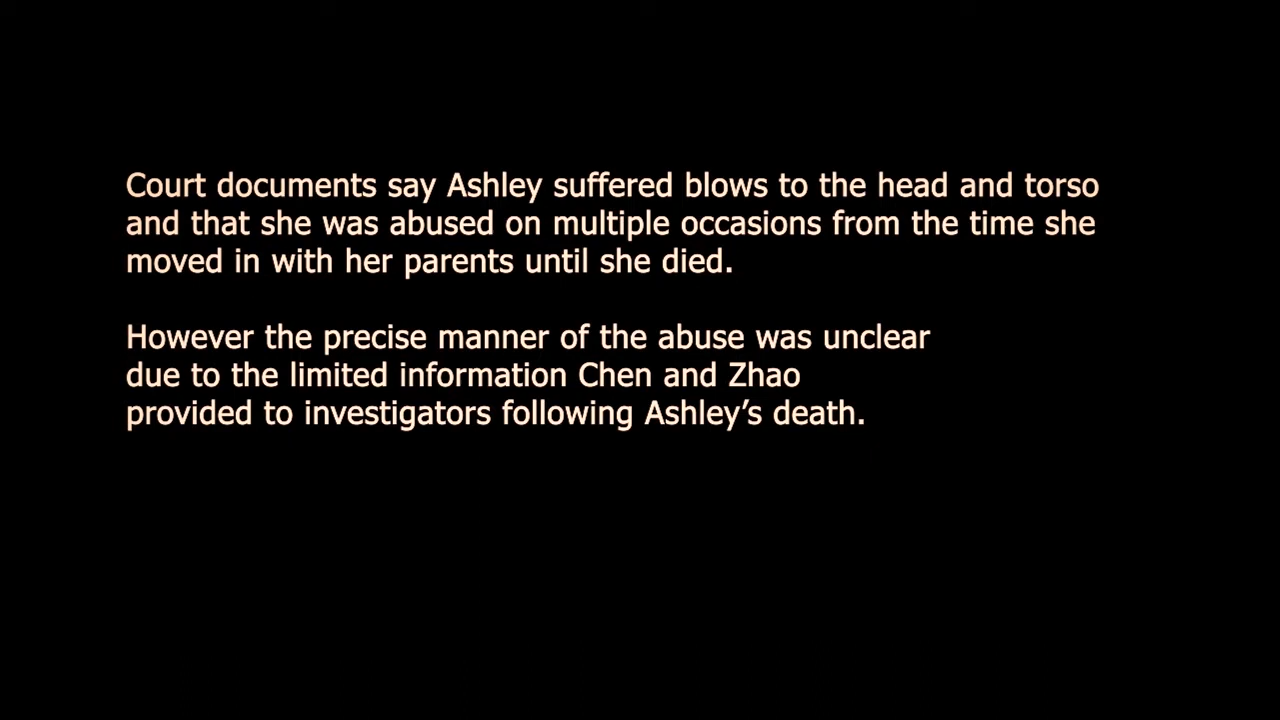 Court documents say Ashley suffered blows to the head and torso
and that she was abused on multiple occasions from the time she
moved in with her parents until she died.
However the precise manner of the abuse was unclear
due to the limited information Chen and Zhao
provided to investigators following Ashley’s death.